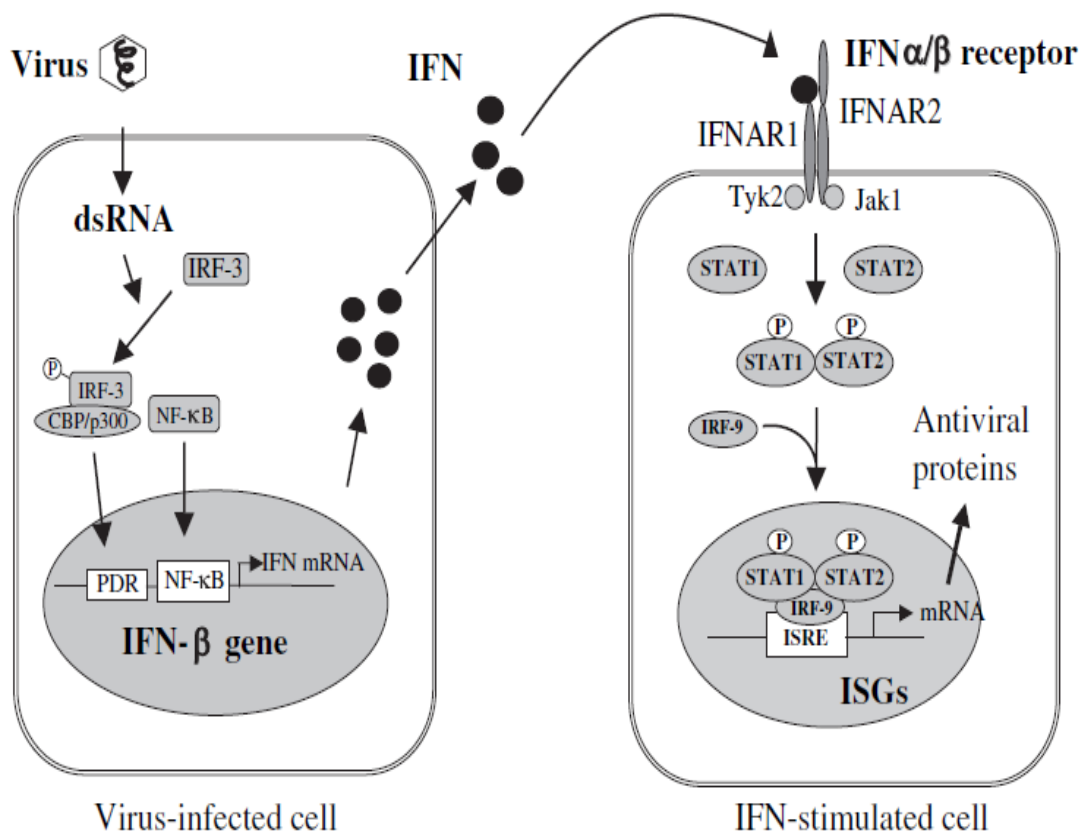 Virus
IFN
IFNα/β receptor
IFNAR1
IFNAR2
Tyk2
Jak1
dsRNA
IRF-3
P
IRF-3
CBP/p300
NF-κB
PDR
NF-κB
IFN mRNA
IFN-β gene
Virus-infected cell
STAT1
STAT2
P
P
STAT1
STAT2
IRF-9
Antiviral
proteins
P
P
STAT1
STAT2
IRF-9
ISRE
mRNA
ISGs
IFN-stimulated cell